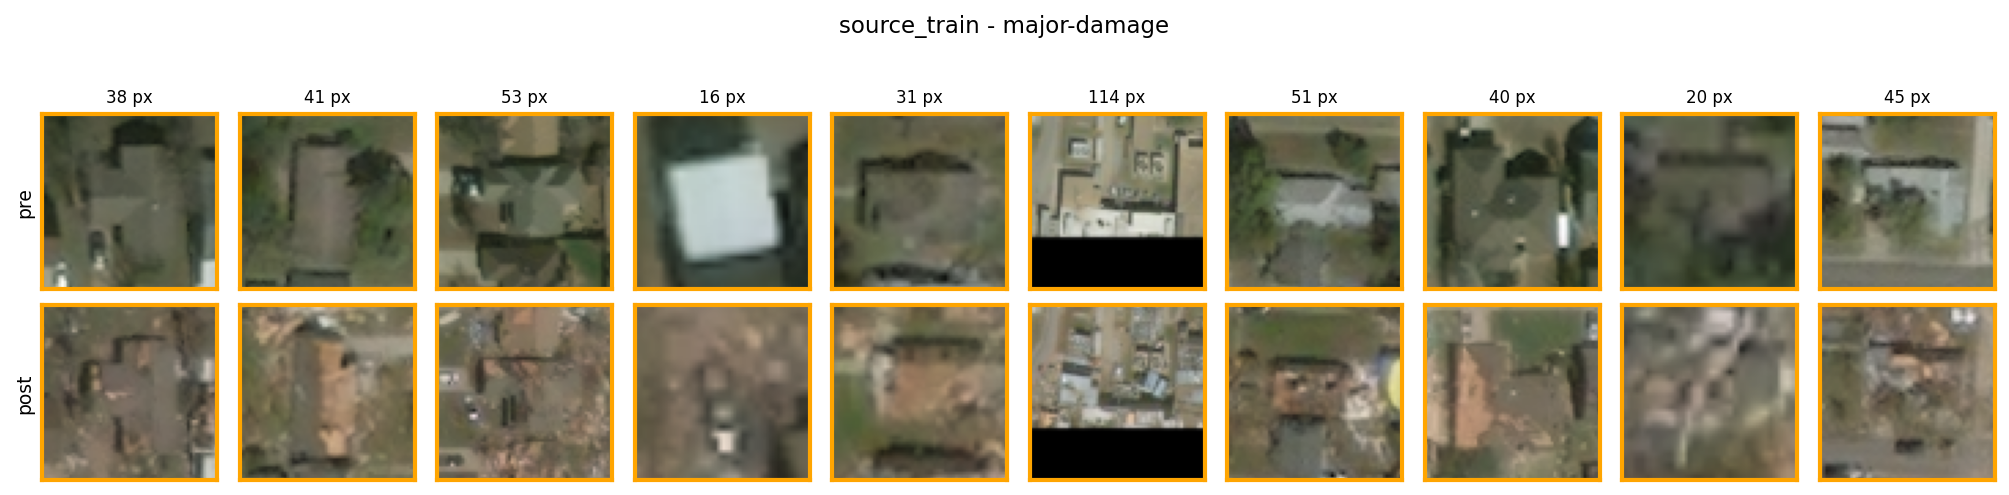 source_train - major-damage
38 px 41 px 53 px 16 px 31 px 114 px 51 px 40 px 20 px 45 px
pre
post